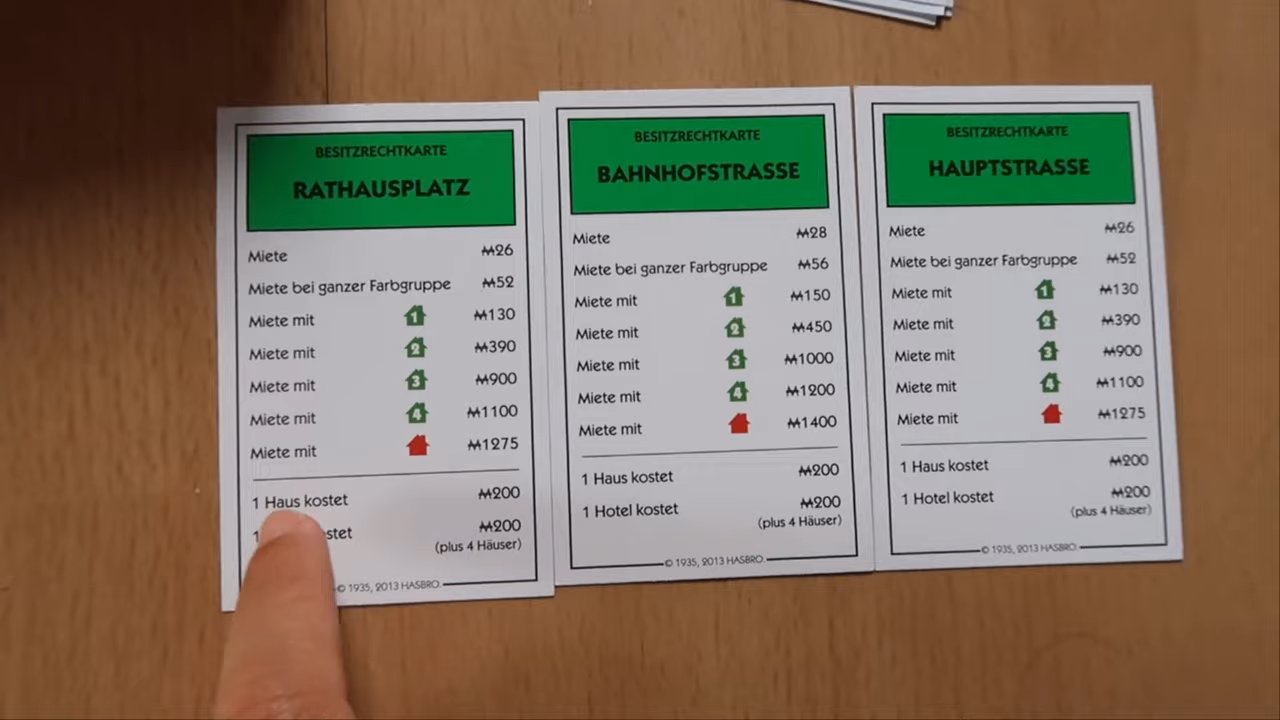 BESITZRECHTKARTE
RATHAUSPLATZ
Miete ₩26
Miete bei ganzer Farbgruppe ₩52
Miete mit 1 ₩130
Miete mit 2 ₩390
Miete mit 3 ₩900
Miete mit 4 ₩1100
Miete mit ₩1275
1 Haus kostet ₩200
1 stet ₩200
(plus 4 Häuser)
© 1935, 2013 HASBRO.
BESITZRECHTKARTE
BAHNHOFSTRASSE
Miete ₩28
Miete bei ganzer Farbgruppe ₩56
Miete mit 1 ₩150
Miete mit 2 ₩450
Miete mit 3 ₩1000
Miete mit 4 ₩1200
Miete mit ₩1400
1 Haus kostet ₩200
1 Hotel kostet ₩200
(plus 4 Häuser)
© 1935, 2013 HASBRO.
BESITZRECHTKARTE
HAUPTSTRASSE
Miete ₩26
Miete bei ganzer Farbgruppe ₩52
Miete mit 1 ₩130
Miete mit 2 ₩390
Miete mit 3 ₩900
Miete mit 4 ₩1100
Miete mit ₩1275
1 Haus kostet ₩200
1 Hotel kostet ₩200
(plus 4 Häuser)
© 1935, 2013 HASBRO.